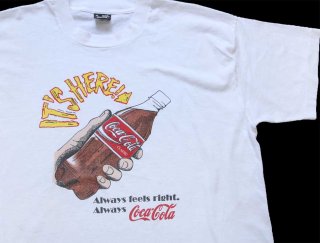 IT'S HERE!
Coca-Cola
Always feels right.
Always Coca-Cola